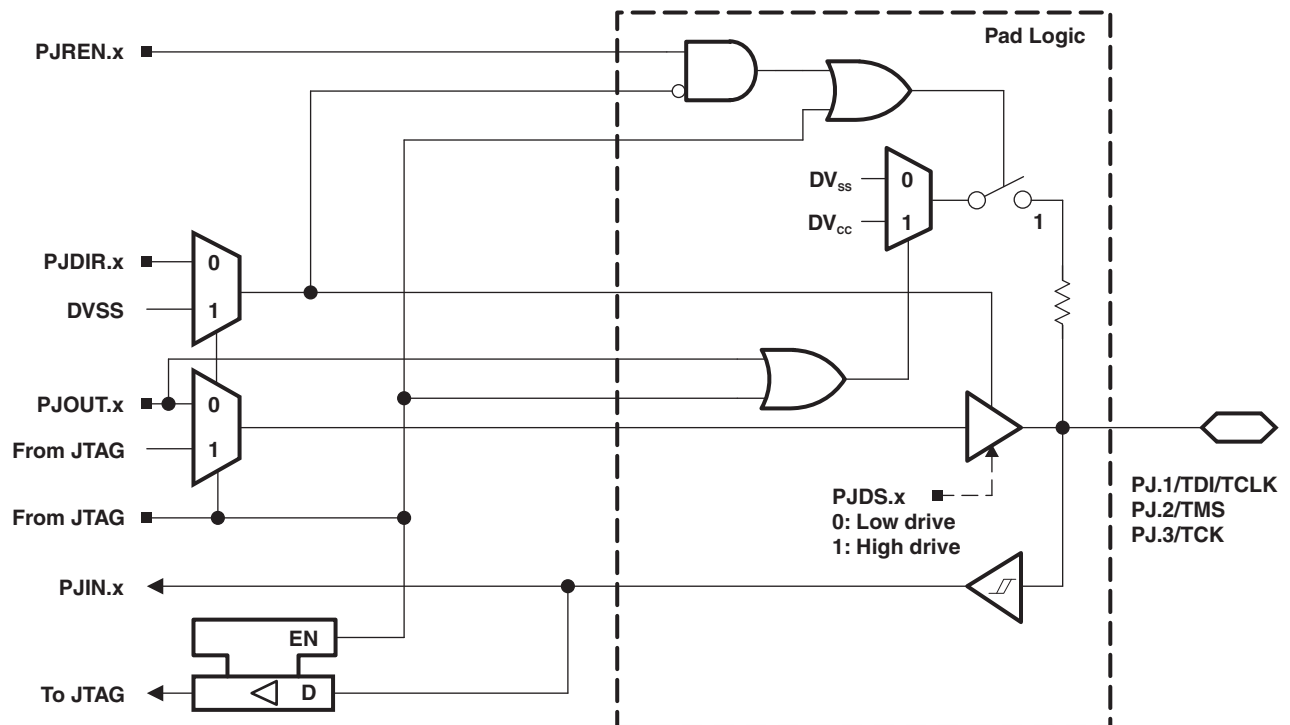 Pad Logic
PJREN.x
DVss
0
DVcc
1
1
PJDIR.x
0
DVSS
1
PJOUT.x
0
From JTAG
1
PJDS.x
0: Low drive
1: High drive
PJ.1/TDI/TCLK
PJ.2/TMS
PJ.3/TCK
From JTAG
PJIN.x
EN
To JTAG
D